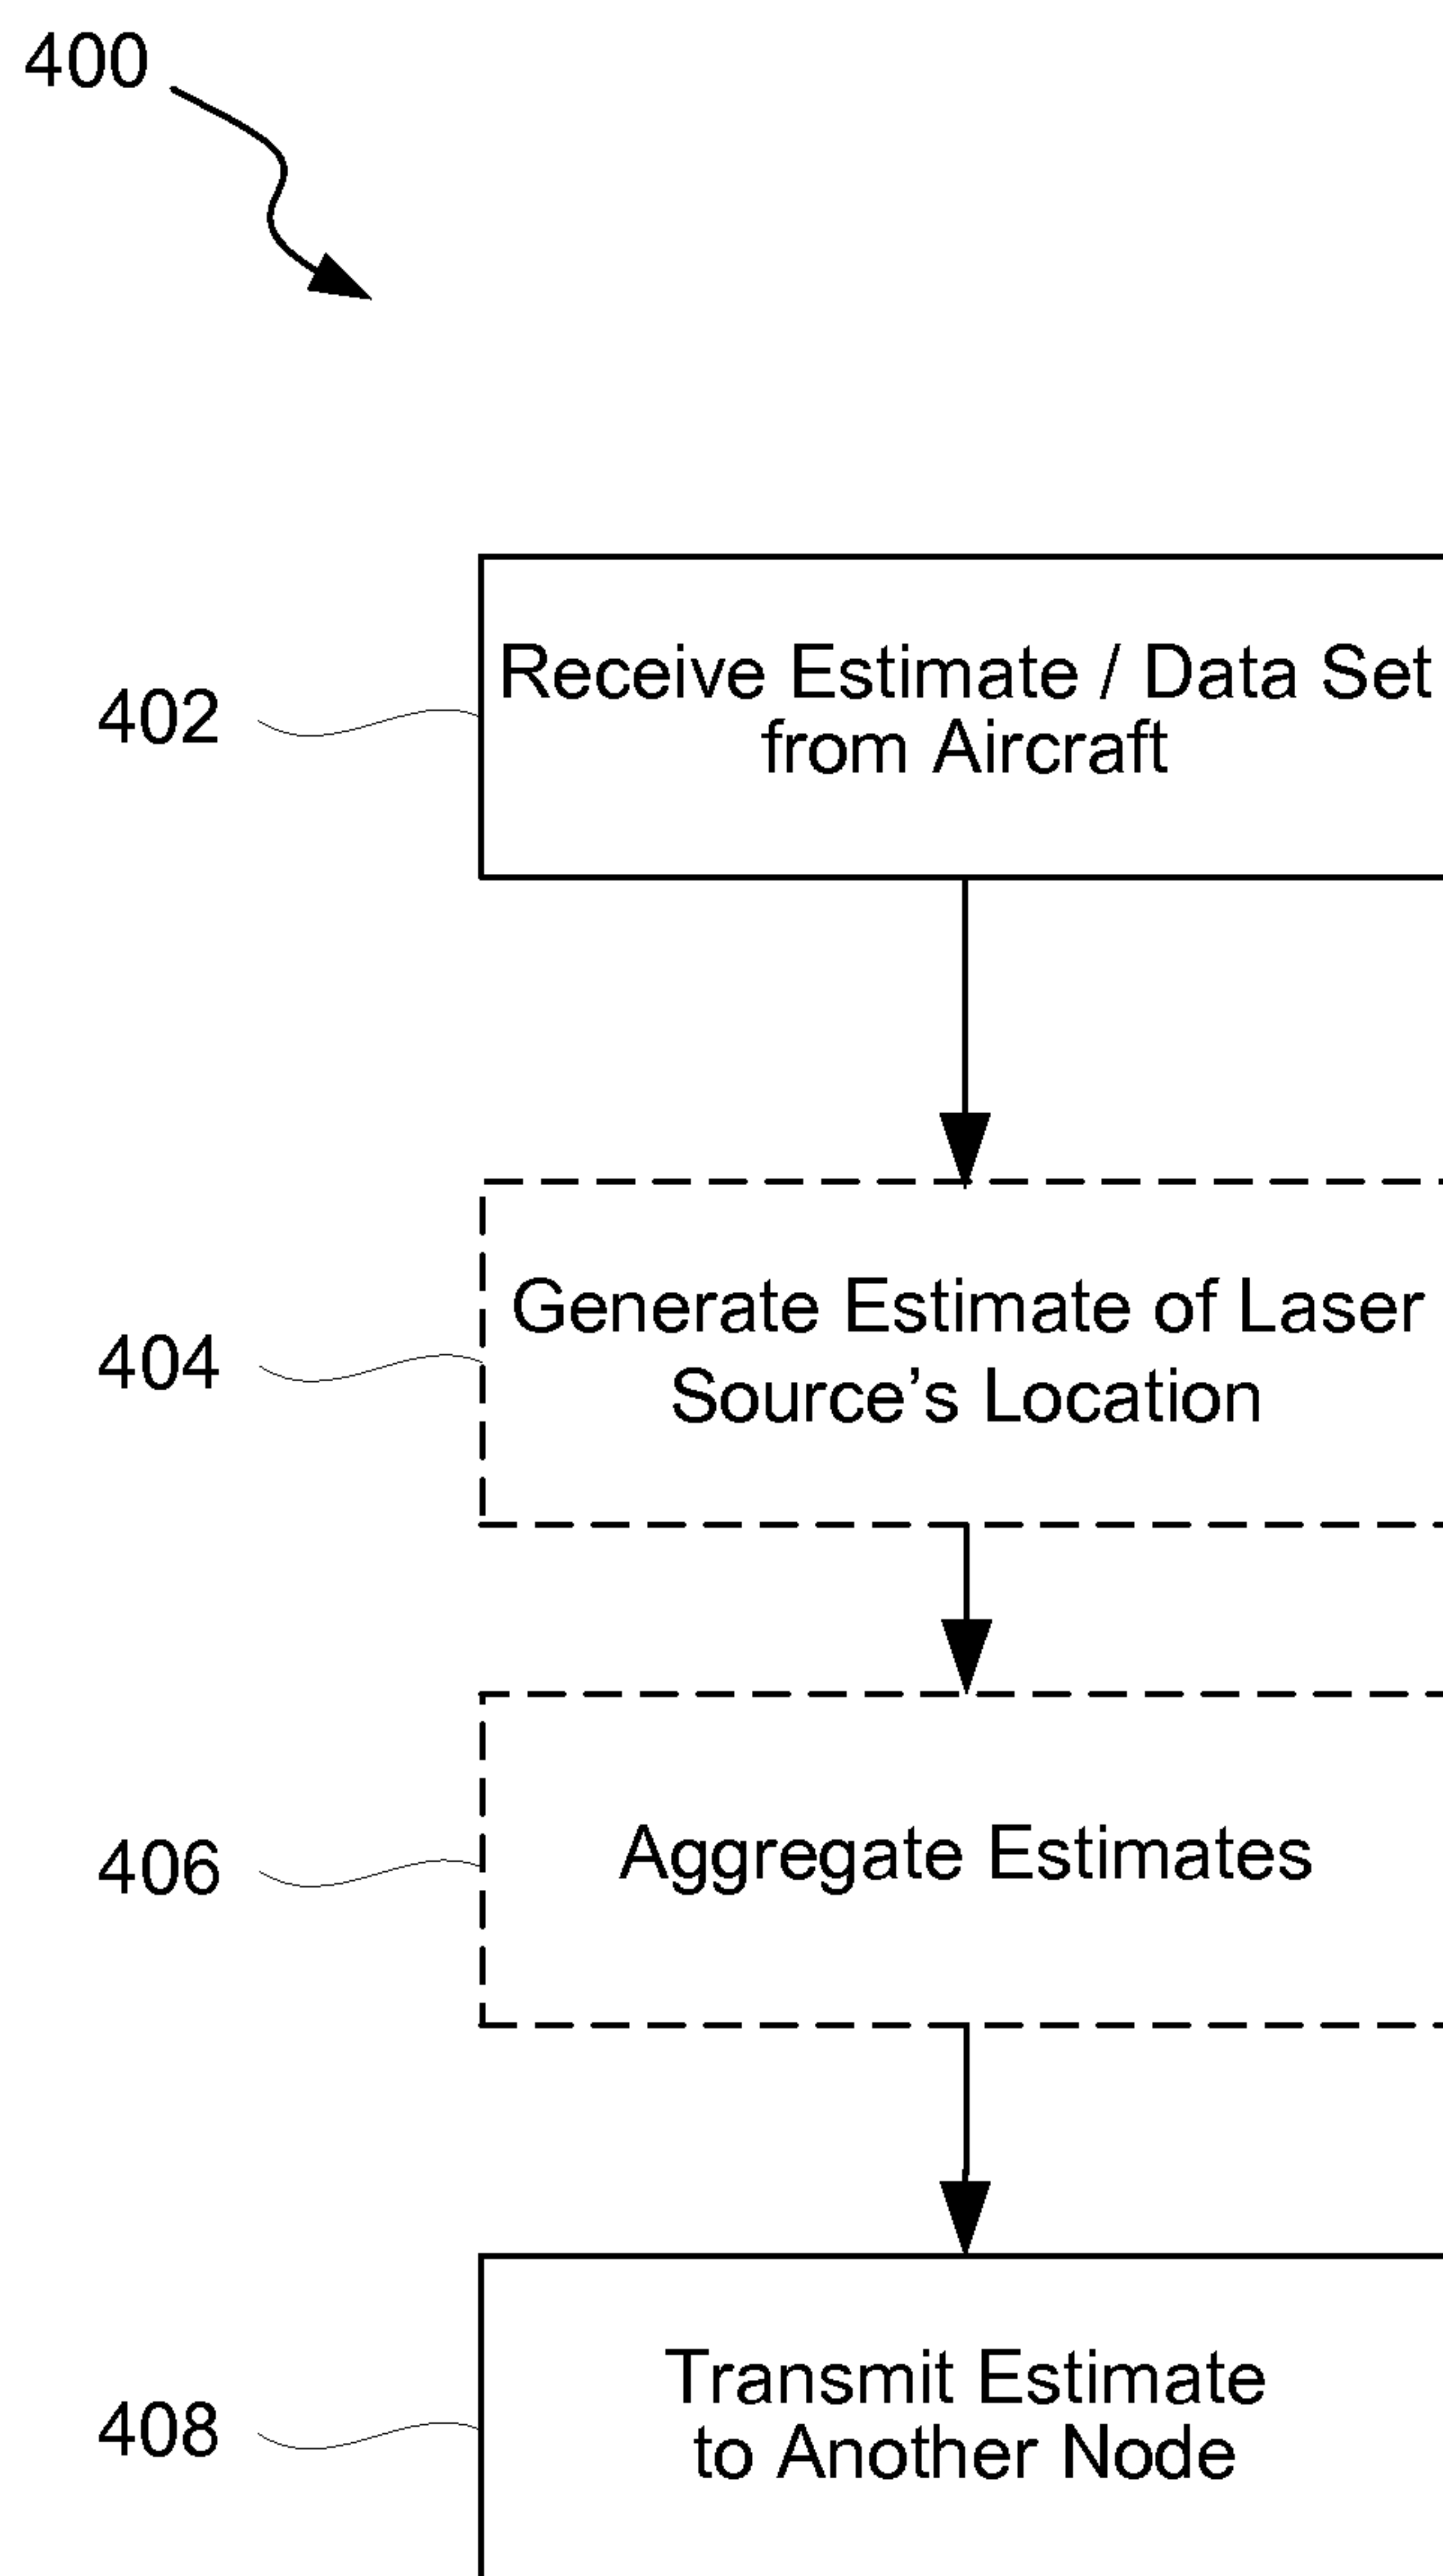 400
402
Receive Estimate / Data Set
from Aircraft
404
Generate Estimate of Laser
Source’s Location
406
Aggregate Estimates
408
Transmit Estimate
to Another Node